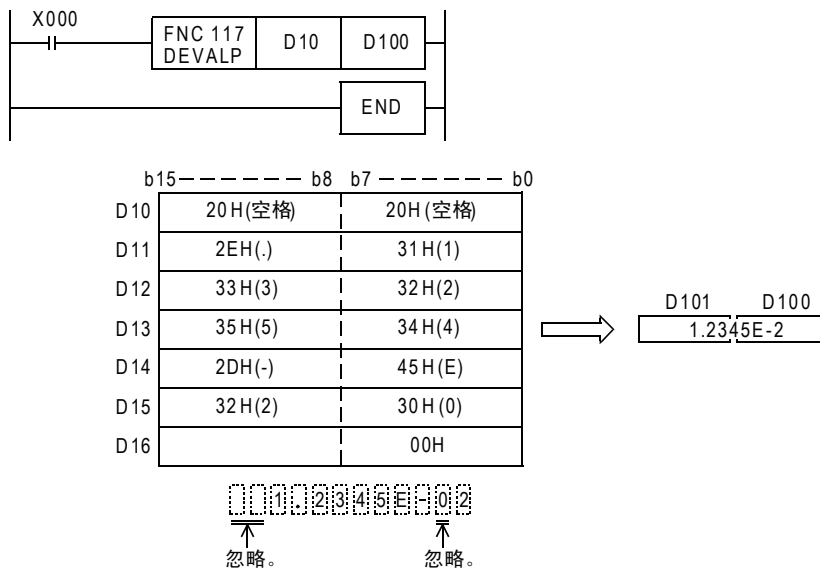 X000
FNC 117
DEVALP D10 D100
END
b15 b8 b7 b0
D10 20H(空格) 20H(空格)
D11 2EH(.) 31H(1)
D12 33H(3) 32H(2)
D13 35H(5) 34H(4)
D14 2DH(-) 45H(E)
D15 32H(2) 30H(0)
D16 00H
D101 D100
1.2345E-2
1.2345E-02
忽略。 忽略。